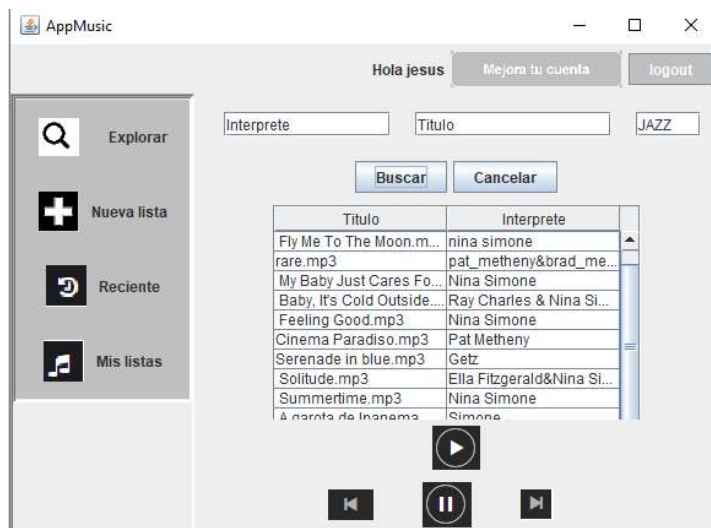 AppMusic
Hola jesus Mejora tu cuenta logout
Explorar
Nueva lista
Reciente
Mis listas
Interprete Titulo JAZZ
Buscar Cancelar
Titulo Interprete
Fly Me To The Moon.m... nina simone
rare.mp3 pat_metheny&brad_me...
My Baby Just Cares Fo... Nina Simone
Baby, It's Cold Outside.... Ray Charles & Nina Si...
Feeling Good.mp3 Nina Simone
Cinema Paradiso.mp3 Pat Metheny
Serenade in blue.mp3 Getz
Solitude.mp3 Ella Fitzgerald&Nina Si...
Summertime.mp3 Nina Simone
A garota de Ipanema Simone